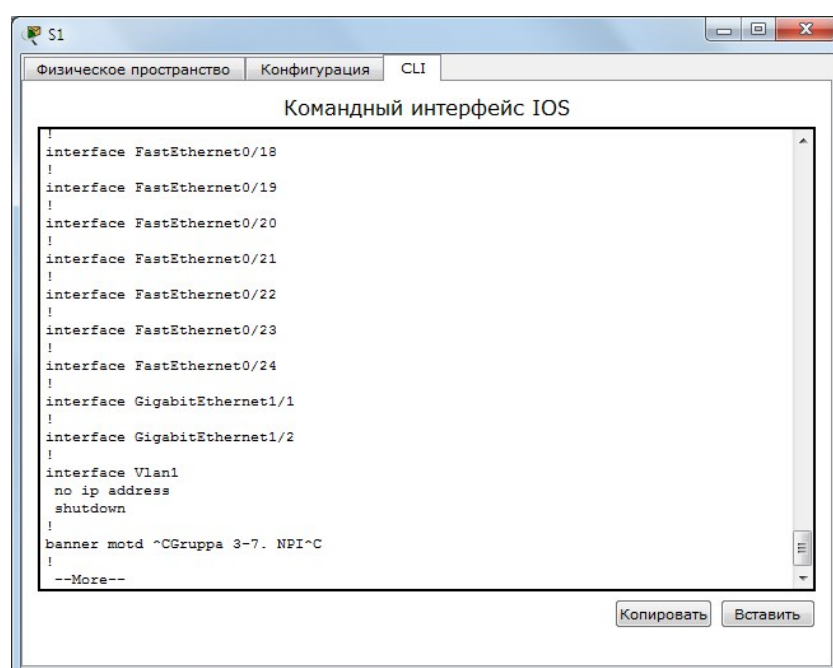 S1
Физическое пространство Конфигурация CLI
Командный интерфейс IOS
!
interface FastEthernet0/18
!
interface FastEthernet0/19
!
interface FastEthernet0/20
!
interface FastEthernet0/21
!
interface FastEthernet0/22
!
interface FastEthernet0/23
!
interface FastEthernet0/24
!
interface GigabitEthernet1/1
!
interface GigabitEthernet1/2
!
interface Vlan1
no ip address
shutdown
!
banner motd ^CGruppa 3-7. NPI^C
!
--More--
Копировать Вставить